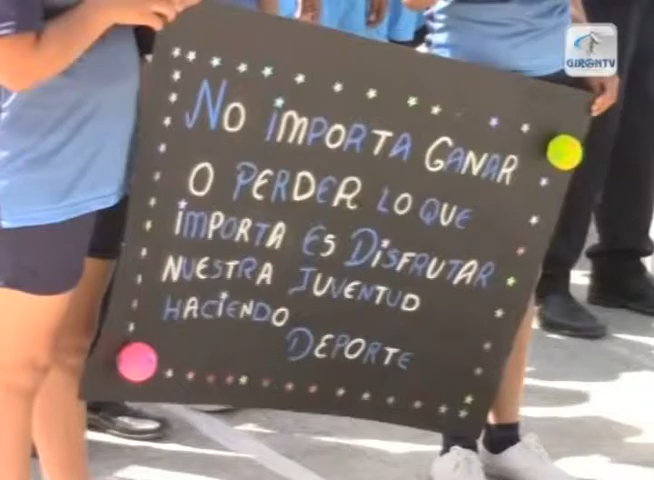 GIRONTV
No IMPORTA GANAR
O PERDER LO QUE
IMPORTA ES DISFRUTAR
NUESTRA JUVENTUD
HACIENDO
DEPORTE